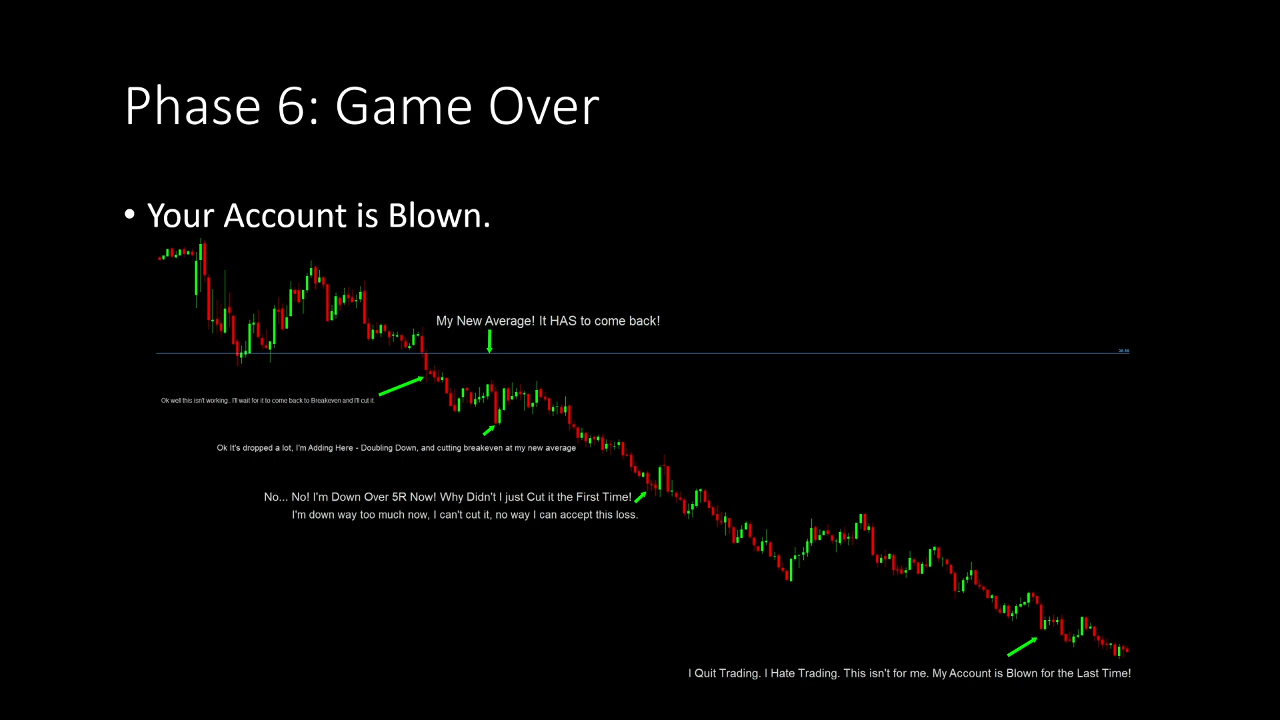 Phase 6: Game Over
• Your Account is Blown.
My New Average! It HAS to come back!
Ok well this isn't working. I'll wait for it to come back to Breakeven and I'll cut it.
Ok It's dropped a lot, I'm Adding Here - Doubling Down, and cutting breakeven at my new average
No... No! I'm Down Over 5R Now! Why Didn't I just Cut it the First Time!
I'm down way too much now, I can't cut it, no way I can accept this loss.
I Quit Trading. I Hate Trading. This isn't for me. My Account is Blown for the Last Time!